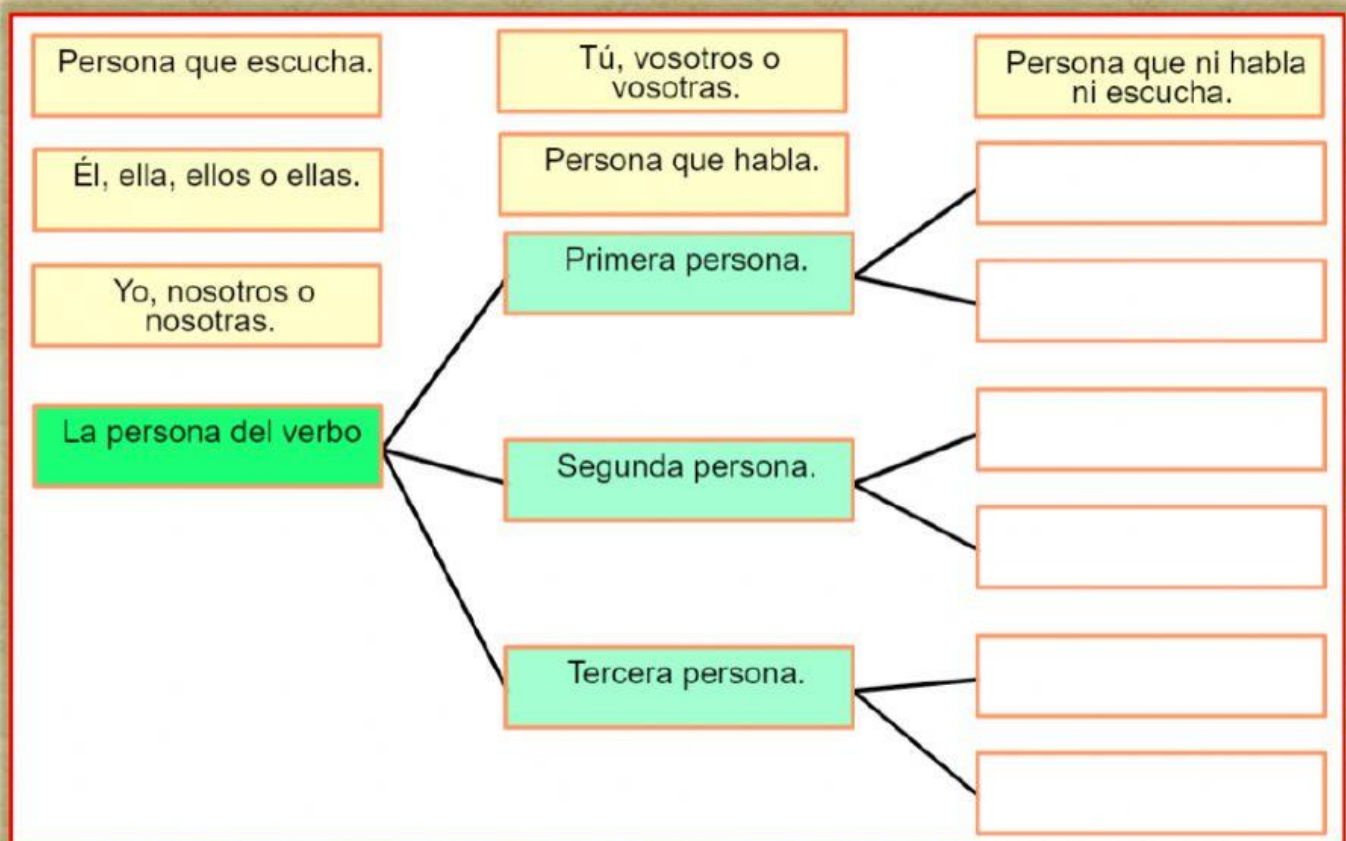 Persona que escucha.
Tú, vosotros o
vosotras.
Persona que ni habla
ni escucha.
Él, ella, ellos o ellas.
Persona que habla.
Yo, nosotros o
nosotras.
Primera persona.
La persona del verbo
Segunda persona.
Tercera persona.